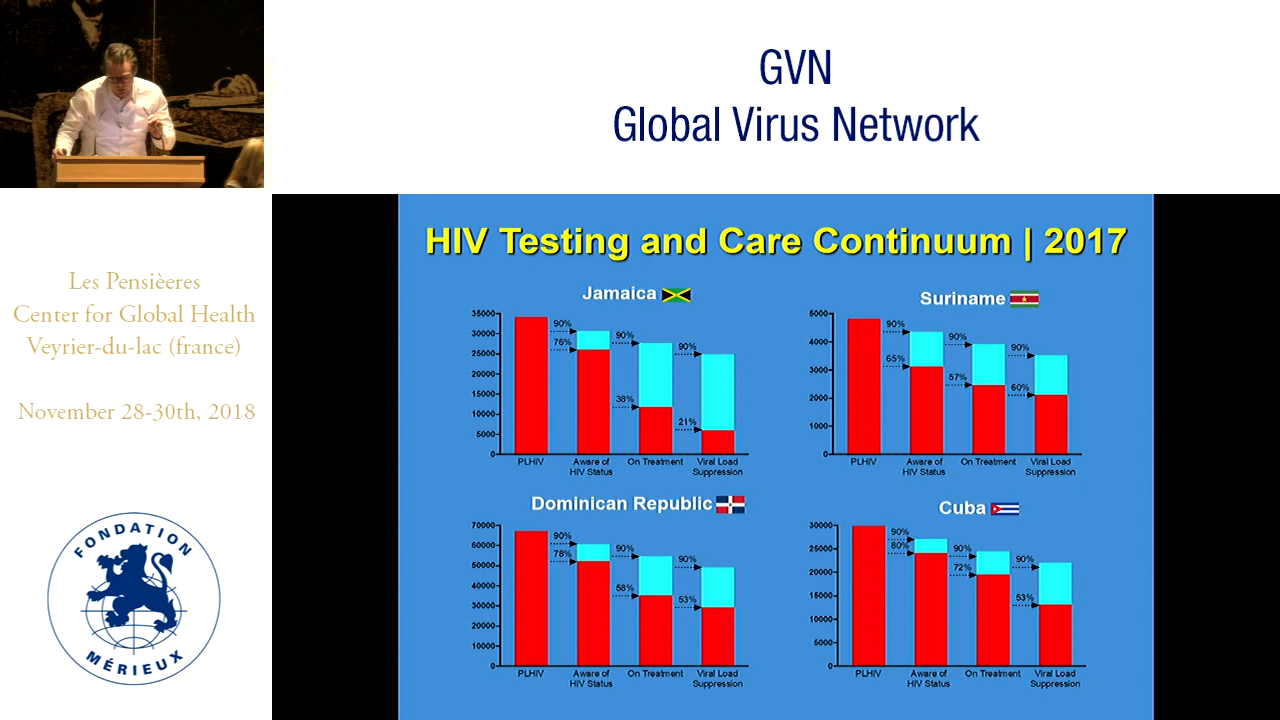 GVN
Global Virus Network
Les Pensièeres
Center for Global Health
Veyrier-du-lac (france)
November 28-30th, 2018
FONDATION
MÉRIEUX
HIV Testing and Care Continuum | 2017
Jamaica
35000
30000
25000
20000
15000
10000
5000
0
90%
76%
90%
38%
90%
21%
PLHIV
Aware of
HIV Status
On Treatment
Viral Load
Suppression
Suriname
6000
4000
3000
2000
1000
0
90%
65%
90%
57%
90%
60%
PLHIV
Aware of
HIV Status
On Treatment
Viral Load
Suppression
Dominican Republic
70000
60000
50000
40000
30000
20000
10000
0
90%
78%
90%
58%
90%
53%
PLHIV
Aware of
HIV Status
On Treatment
Viral Load
Suppression
Cuba
30000
25000
20000
15000
10000
5000
0
90%
80%
90%
72%
90%
53%
PLHIV
Aware of
HIV Status
On Treatment
Viral Load
Suppression